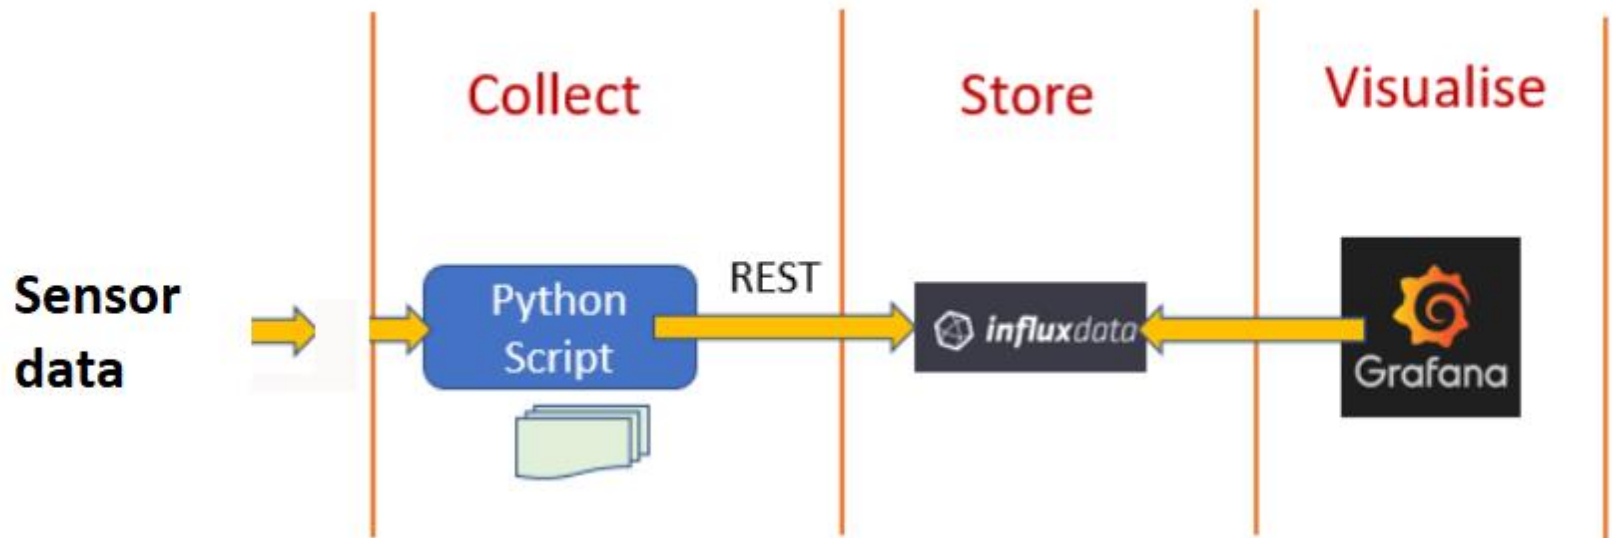 Collect
Store
Visualise
Sensor
data
Python
Script
REST
influxdata
Grafana